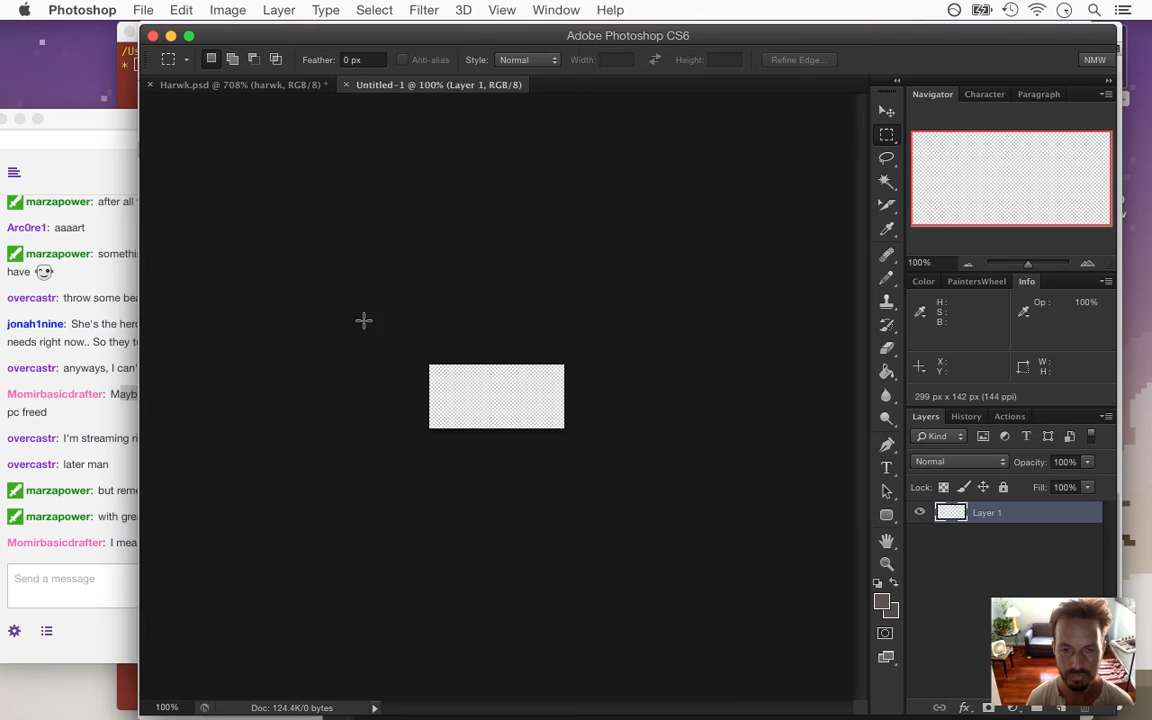 Photoshop File Edit Image Layer Type Select Filter 3D View Window Help
Adobe Photoshop CS6
Feather: 0 px Anti-alias Style: Normal Width: Height: Refine Edge... NMW
Harwk.psd @ 708% (harwk, RGB/8) * Untitled-1 @ 100% (Layer 1, RGB/8)
Navigator Character Paragraph
100%
Color PaintersWheel Info
H:
S:
B:
Op: 100%
X:
Y:
W:
H:
299 px x 142 px (144 ppi)
Layers History Actions
Kind
Normal Opacity: 100%
Lock: Fill: 100%
Layer 1
100% Doc: 124.4K/0 bytes
marzapower: after all
Arc0re1: aaaart
marzapower: somethi
have
overcastr: throw some bea
jonah1nine: She's the hero
needs right now.. So they tu
overcastr: anyways, I can'
Momirbasicdrafter: Mayb
pc freed
overcastr: I'm streaming ri
overcastr: later man
marzapower: but reme
marzapower: with gre
Momirbasicdrafter: I mea
Send a message